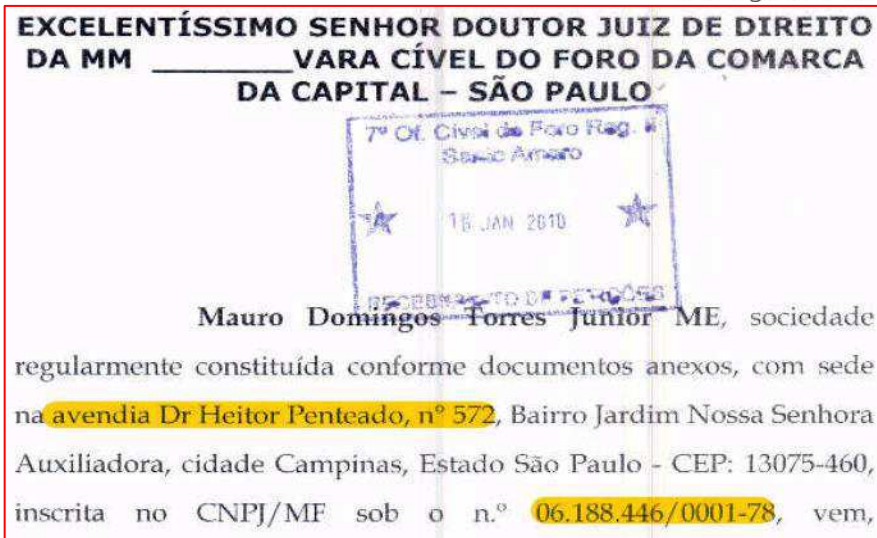 EXCELENTÍSSIMO SENHOR DOUTOR JUIZ DE DIREITO
DA MM ________VARA CÍVEL DO FORO DA COMARCA
DA CAPITAL – SÃO PAULO
7º Of. Cível do Foro Reg. II
Santo Amaro
JAN 2010
RECEBIMENTO DE PETIÇÕES
Mauro Domingos Torres Junior ME, sociedade
regularmente constituída conforme documentos anexos, com sede
na avendia Dr Heitor Penteado, nº 572, Bairro Jardim Nossa Senhora
Auxiliadora, cidade Campinas, Estado São Paulo - CEP: 13075-460,
inscrita no CNPJ/MF sob o n.º 06.188.446/0001-78, vem,